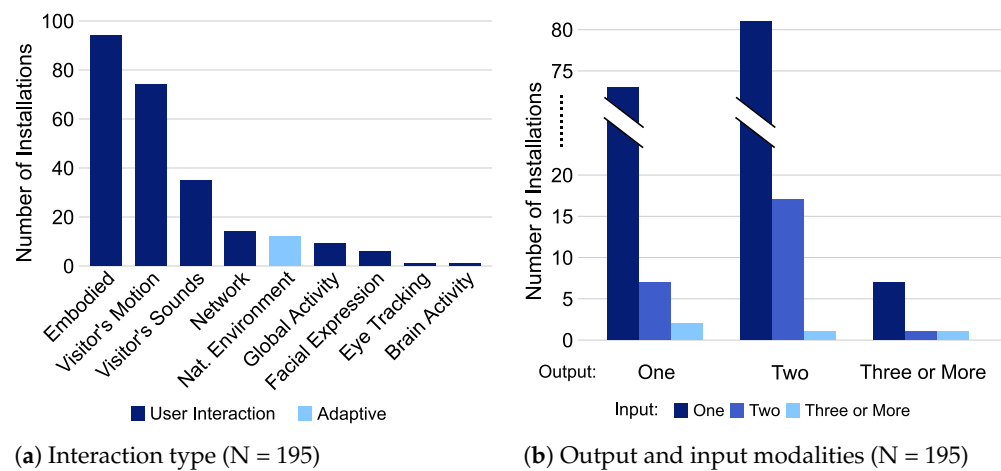 Number of Installations
100
80
60
40
20
0
Embodied
Visitor's Motion
Visitor's Sounds
Network
Nat. Environment
Global Activity
Facial Expression
Eye Tracking
Brain Activity
User Interaction Adaptive
(a) Interaction type (N = 195)
Number of Installations
80
75
20
15
10
5
0
Output: One Two Three or More
Input: One Two Three or More
(b) Output and input modalities (N = 195)